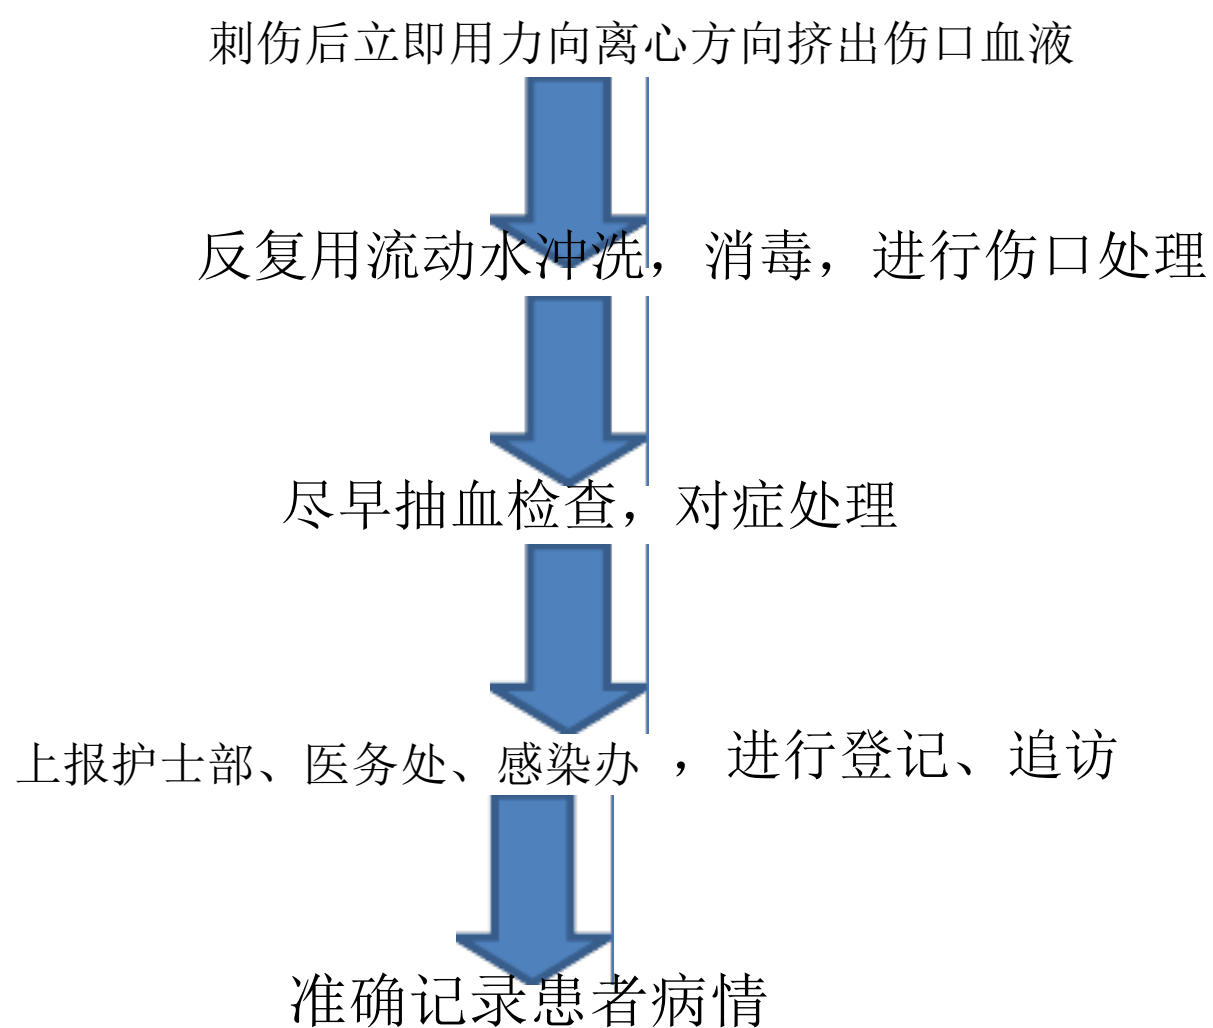 刺伤后立即用力向离心方向挤出伤口血液
反复用流动水冲洗，消毒，进行伤口处理
尽早抽血检查，对症处理
上报护士部、医务处、感染办，进行登记、追访
准确记录患者病情